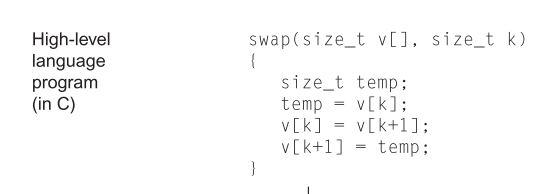 High-level
language
program
(in C)
swap(size_t v[], size_t k)
{
size_t temp;
temp = v[k];
v[k] = v[k+1];
v[k+1] = temp;
}